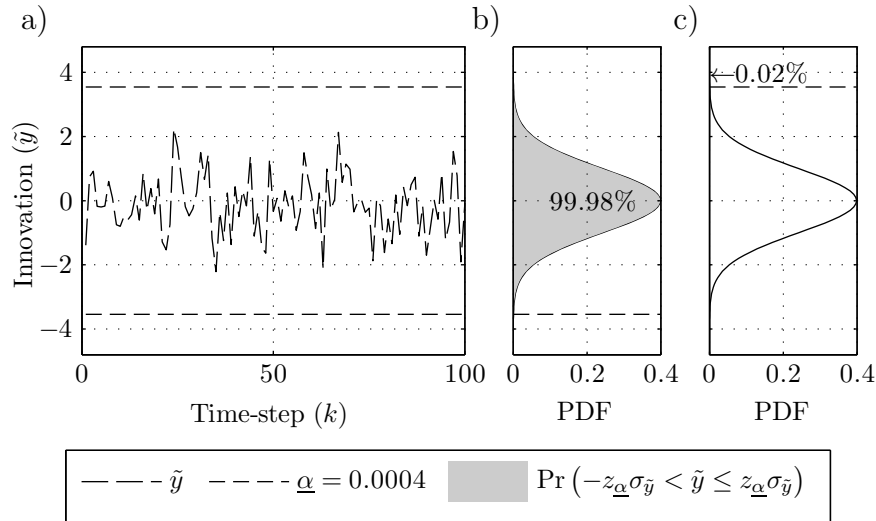 a)
b)
c)
Innovation (ỹ)
4
2
0
−2
−4
0
50
100
Time-step (k)
99.98%
0
0.2
0.4
PDF
←0.02%
0
0.2
0.4
PDF
ỹ
α̲ = 0.0004
Pr (−z_α̲ σ_ỹ < ỹ ≤ z_α̲ σ_ỹ)